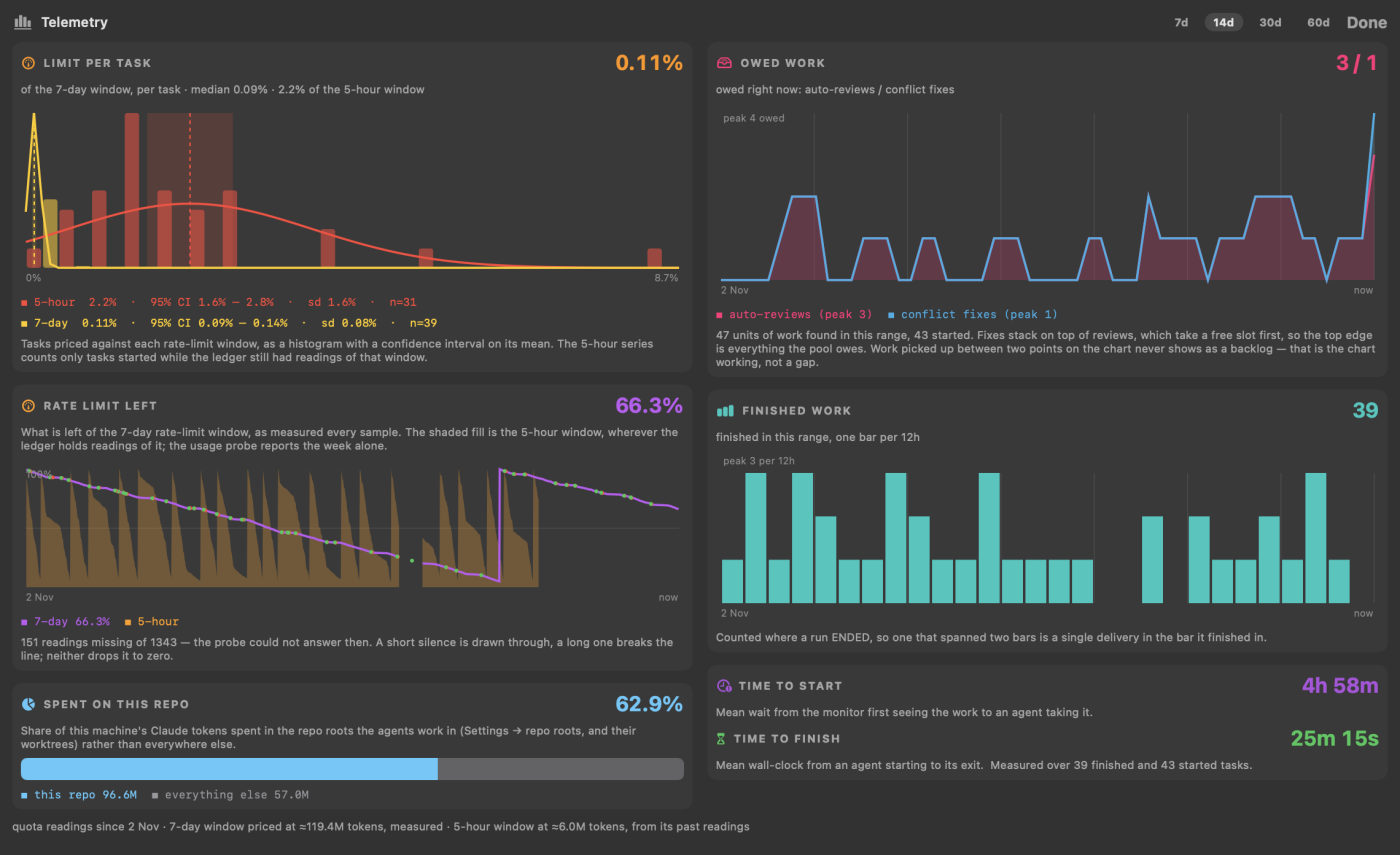 Telemetry
7d 14d 30d 60d Done
LIMIT PER TASK
0.11%
of the 7-day window, per task · median 0.09% · 2.2% of the 5-hour window
0%
8.7%
5-hour 2.2% · 95% CI 1.6% – 2.8% · sd 1.6% · n=31
7-day 0.11% · 95% CI 0.09% – 0.14% · sd 0.08% · n=39
Tasks priced against each rate-limit window, as a histogram with a confidence interval on its mean. The 5-hour series
counts only tasks started while the ledger still had readings of that window.
RATE LIMIT LEFT
66.3%
What is left of the 7-day rate-limit window, as measured every sample. The shaded fill is the 5-hour window, wherever the
ledger holds readings of it; the usage probe reports the week alone.
100%
2 Nov
now
7-day 66.3% 5-hour
151 readings missing of 1343 — the probe could not answer then. A short silence is drawn through, a long one breaks the
line; neither drops it to zero.
SPENT ON THIS REPO
62.9%
Share of this machine's Claude tokens spent in the repo roots the agents work in (Settings → repo roots, and their
worktrees) rather than everywhere else.
this repo 96.6M everything else 57.0M
OWED WORK
3 / 1
owed right now: auto-reviews / conflict fixes
peak 4 owed
2 Nov
now
auto-reviews (peak 3) conflict fixes (peak 1)
47 units of work found in this range, 43 started. Fixes stack on top of reviews, which take a free slot first, so the top edge
is everything the pool owes. Work picked up between two points on the chart never shows as a backlog — that is the chart
working, not a gap.
FINISHED WORK
39
finished in this range, one bar per 12h
peak 3 per 12h
2 Nov
now
Counted where a run ENDED, so one that spanned two bars is a single delivery in the bar it finished in.
TIME TO START
4h 58m
Mean wait from the monitor first seeing the work to an agent taking it.
TIME TO FINISH
25m 15s
Mean wall-clock from an agent starting to its exit. Measured over 39 finished and 43 started tasks.
quota readings since 2 Nov · 7-day window priced at ≈119.4M tokens, measured · 5-hour window at ≈6.0M tokens, from its past readings